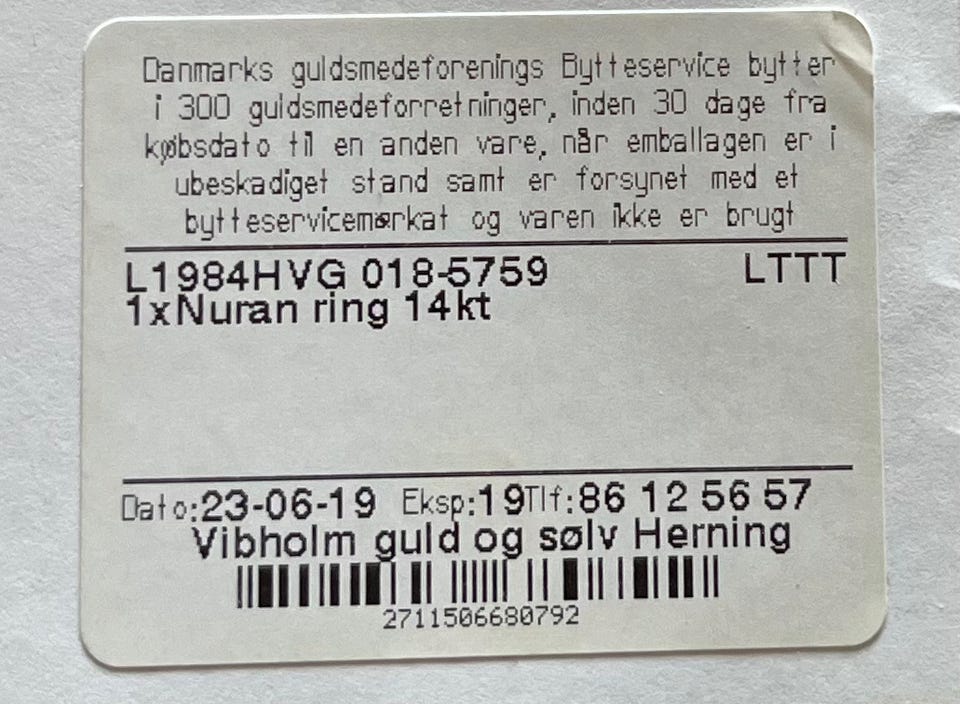 Danmarks guldsmedeforenings Bytteservice bytter
i 300 guldsmedeforretninger, inden 30 dage fra
købsdato til en anden vare, når emballagen er i
ubeskadiget stand samt er forsynet med et
bytteservicemærkat og varen ikke er brugt
L1984HVG 018-5759 LTTT
1xNuran ring 14kt
Dato:23-06-19 Eksp:19Tlf:86 12 56 57
Vibholm guld og sølv Herning
2711506680792